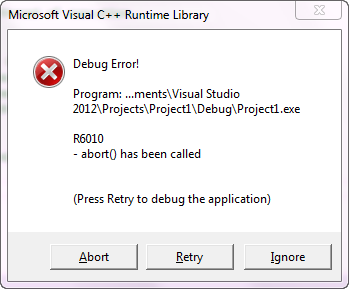 Microsoft Visual C++ Runtime Library
Debug Error!
Program: ...ments\Visual Studio
2012\Projects\Project1\Debug\Project1.exe
R6010
- abort() has been called
(Press Retry to debug the application)
Abort
Retry
Ignore